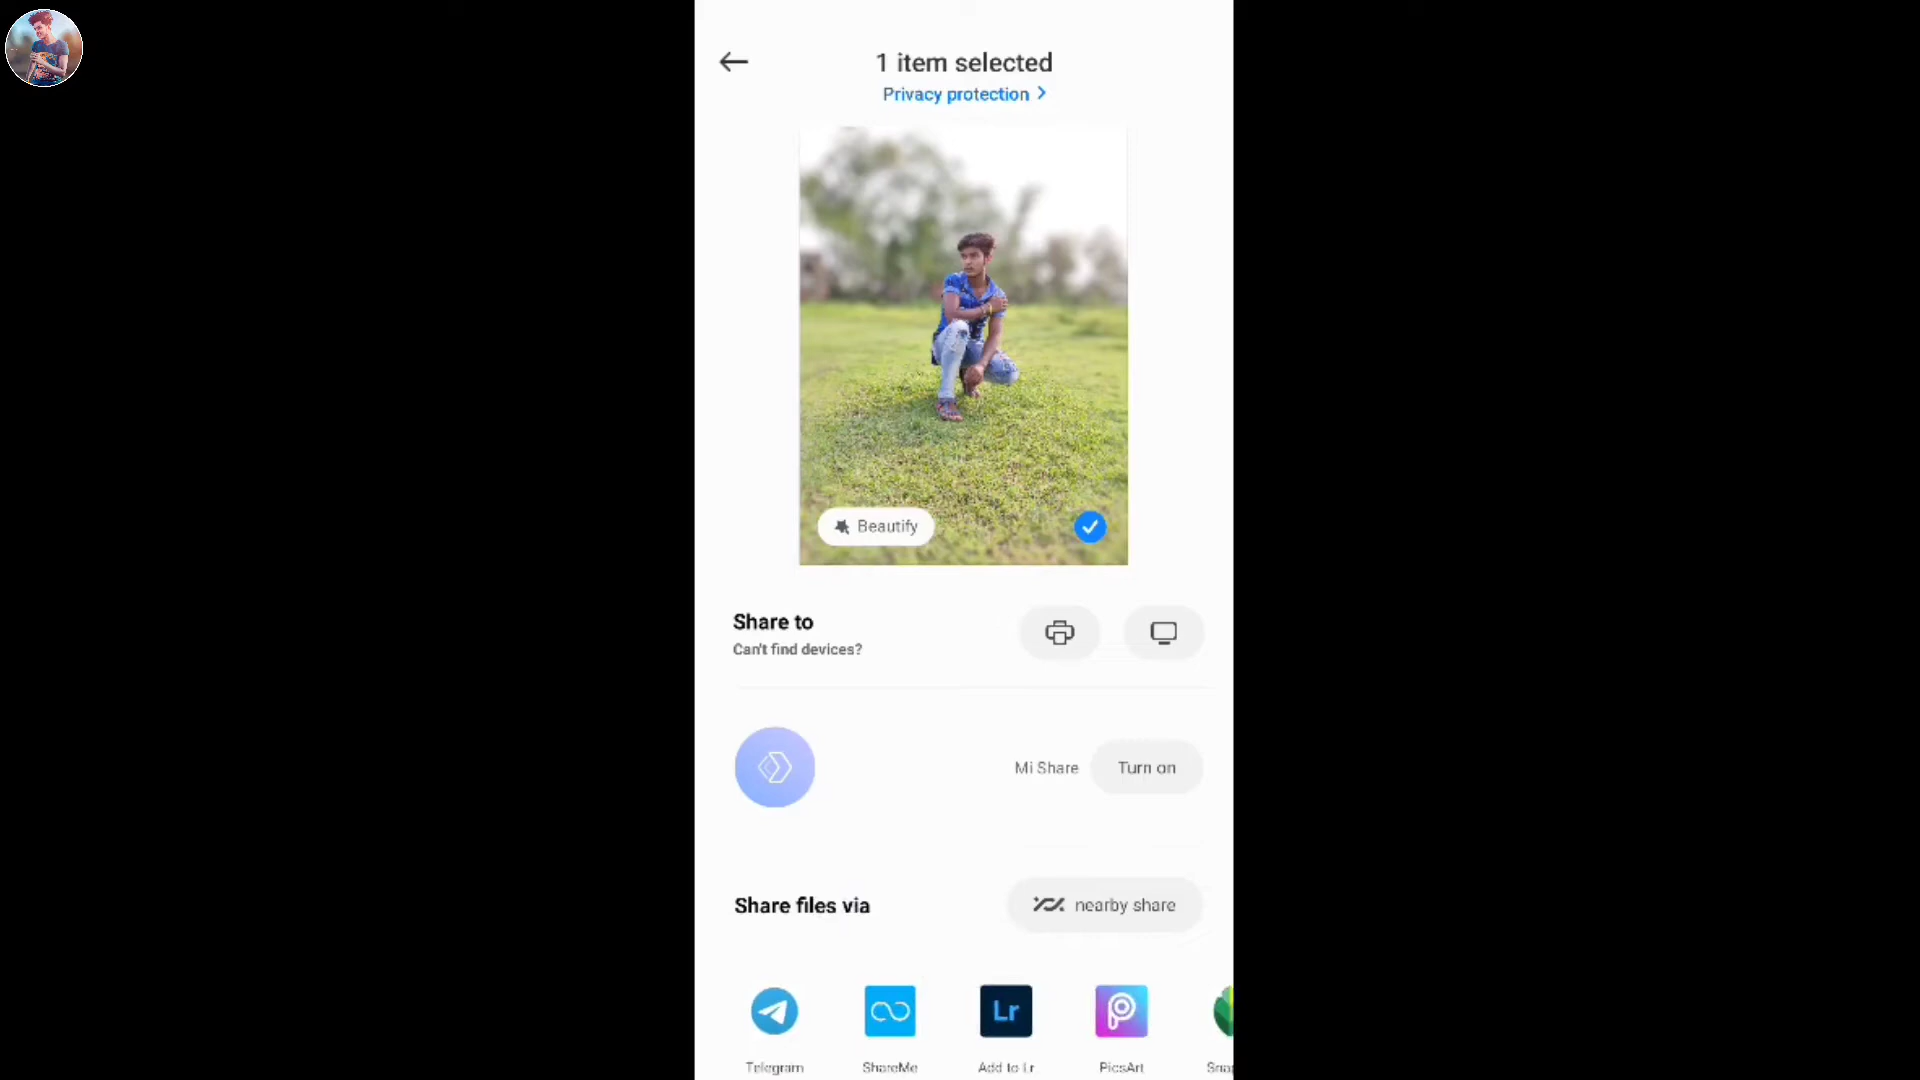 1 item selected
Privacy protection >
Beautify
Share to
Can't find devices?
Mi Share
Turn on
Share files via
nearby share
Lr
Telegram
ShareMe
Add to Lr
PicsArt
Snap